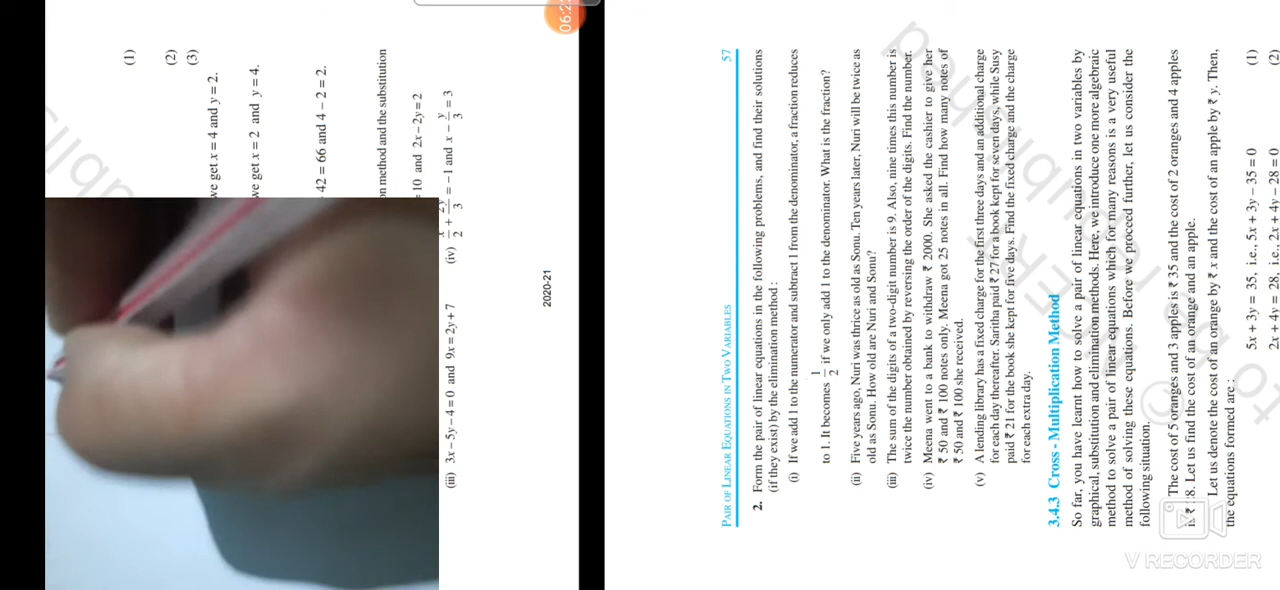 (1)
(2)
(3)
we get x = 4 and y = 2.
we get x = 2 and y = 4.
42 = 66 and 4 – 2 = 2.
method and the substitution
10 and 2x – 2y = 2
(iii) 3x – 5y – 4 = 0 and 9x = 2y + 7
(iv) x/2 + 2y/3 = –1 and x – y/3 = 3
2020-21
06:2
PAIR OF LINEAR EQUATIONS IN TWO VARIABLES 57
2. Form the pair of linear equations in the following problems, and find their solutions
(if they exist) by the elimination method :
(i) If we add 1 to the numerator and subtract 1 from the denominator, a fraction reduces
to 1. It becomes 1/2 if we only add 1 to the denominator. What is the fraction?
(ii) Five years ago, Nuri was thrice as old as Sonu. Ten years later, Nuri will be twice as
old as Sonu. How old are Nuri and Sonu?
(iii) The sum of the digits of a two-digit number is 9. Also, nine times this number is
twice the number obtained by reversing the order of the digits. Find the number.
(iv) Meena went to a bank to withdraw ₹ 2000. She asked the cashier to give her
₹ 50 and ₹ 100 notes only. Meena got 25 notes in all. Find how many notes of
₹ 50 and ₹ 100 she received.
(v) A lending library has a fixed charge for the first three days and an additional charge
for each day thereafter. Saritha paid ₹ 27 for a book kept for seven days, while Susy
paid ₹ 21 for the book she kept for five days. Find the fixed charge and the charge
for each extra day.
3.4.3 Cross - Multiplication Method
So far, you have learnt how to solve a pair of linear equations in two variables by
graphical, substitution and elimination methods. Here, we introduce one more algebraic
method to solve a pair of linear equations which for many reasons is a very useful
method of solving these equations. Before we proceed further, let us consider the
following situation.
The cost of 5 oranges and 3 apples is ₹ 35 and the cost of 2 oranges and 4 apples
is ₹ 28. Let us find the cost of an orange and an apple.
Let us denote the cost of an orange by ₹ x and the cost of an apple by ₹ y. Then,
the equations formed are :
5x + 3y = 35, i.e., 5x + 3y – 35 = 0 (1)
2x + 4y = 28, i.e., 2x + 4y – 28 = 0 (2)
© NCERT
not to be republished
V RECORDER